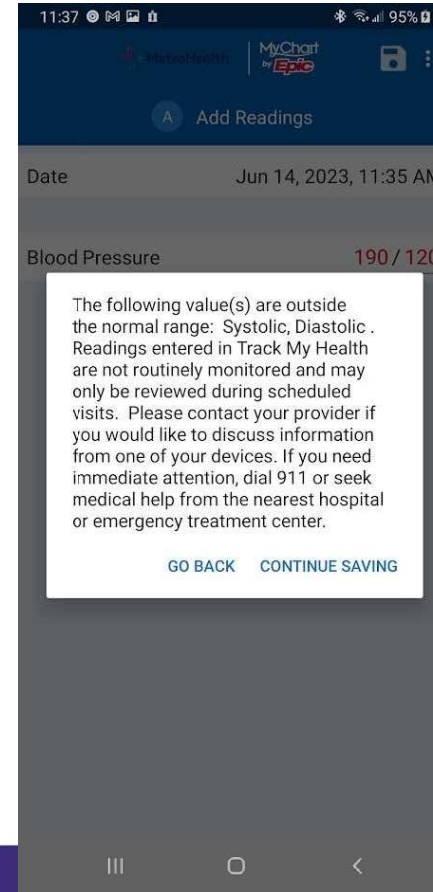 11:37 95%
MetroHealth MyChart
by Epic
A Add Readings
Date Jun 14, 2023, 11:35 AM
Blood Pressure 190 / 120
The following value(s) are outside
the normal range: Systolic, Diastolic .
Readings entered in Track My Health
are not routinely monitored and may
only be reviewed during scheduled
visits. Please contact your provider if
you would like to discuss information
from one of your devices. If you need
immediate attention, dial 911 or seek
medical help from the nearest hospital
or emergency treatment center.
GO BACK CONTINUE SAVING